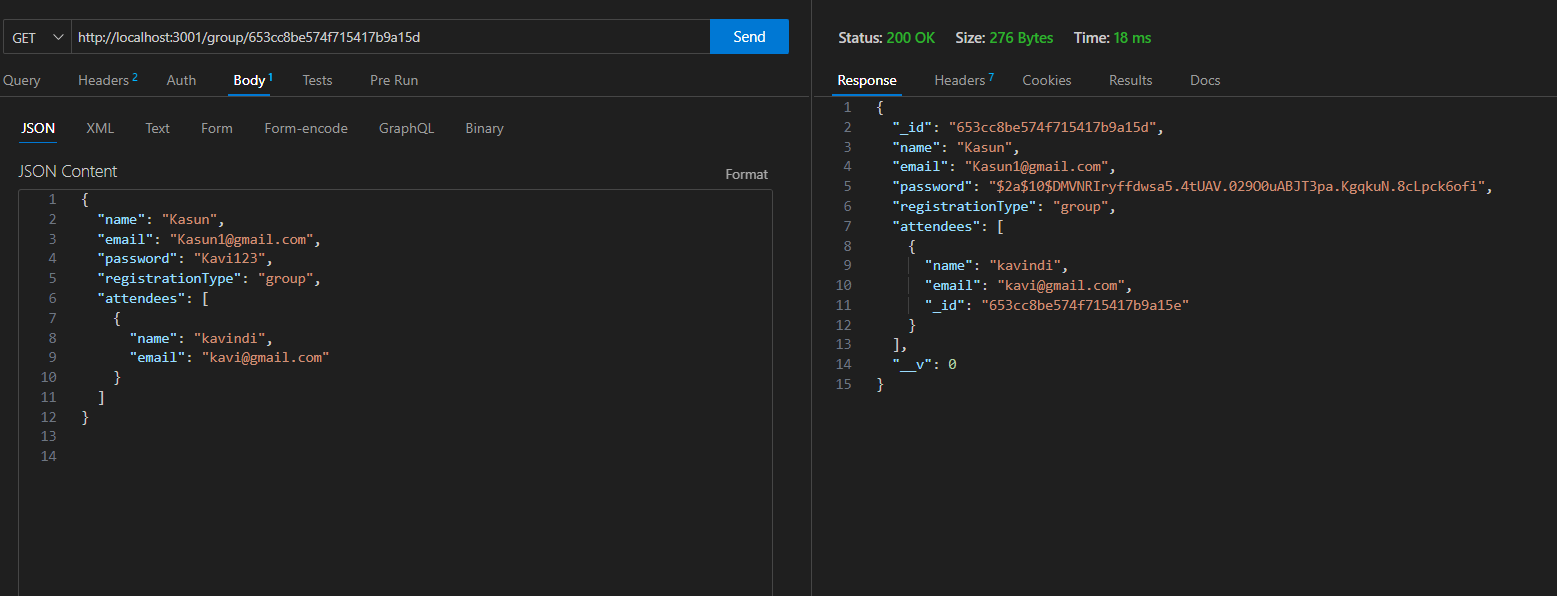 GET http://localhost:3001/group/653cc8be574f715417b9a15d Send
Query Headers 2 Auth Body 1 Tests Pre Run
JSON XML Text Form Form-encode GraphQL Binary
JSON Content Format
1 {
2 "name": "Kasun",
3 "email": "Kasun1@gmail.com",
4 "password": "Kavi123",
5 "registrationType": "group",
6 "attendees": [
7 {
8 "name": "kavindi",
9 "email": "kavi@gmail.com"
10 }
11 ]
12 }
13
14
Status: 200 OK Size: 276 Bytes Time: 18 ms
Response Headers 7 Cookies Results Docs
1 {
2 "_id": "653cc8be574f715417b9a15d",
3 "name": "Kasun",
4 "email": "Kasun1@gmail.com",
5 "password": "$2a$10$DMVNRIryffdwsa5.4tUAV.029O0uABJT3pa.KgqkuN.8cLpck6ofi",
6 "registrationType": "group",
7 "attendees": [
8 {
9 "name": "kavindi",
10 "email": "kavi@gmail.com",
11 "_id": "653cc8be574f715417b9a15e"
12 }
13 ],
14 "__v": 0
15 }